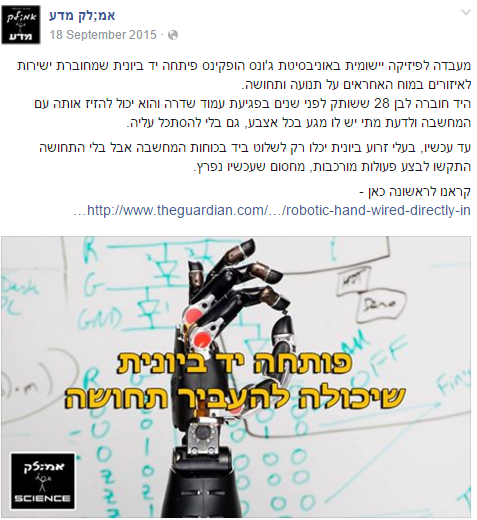 אמ;לק מדע
18 September 2015
מעבדה לפיזיקה יישומית באוניבסיטת ג'ונס הופקינס פיתחה יד ביונית שמחוברת ישירות
לאיזורים במוח האחראים על תנועה ותחושה.
היד חוברה לבן 28 ששותק לפני שנים בפגיעת עמוד שדרה והוא יכול להזיז אותה עם
המחשבה ולדעת מתי יש לו מגע בכל אצבע, גם בלי להסתכל עליה.
עד עכשיו, בעלי זרוע ביונית יכלו רק לשלוט ביד בכוחות המחשבה אבל בלי התחושה
התקשו לבצע פעולות מורכבות, מחסום שעכשיו נפרץ.
קראנו לראשונה כאן -
http://www.theguardian.com/…/robotic-hand-wired-directly-in…
R
G
GND
OFF
פותחה יד ביונית
שיכולה להעביר תחושה
אמ;לק
מדע
אמ;לק
SCIENCE